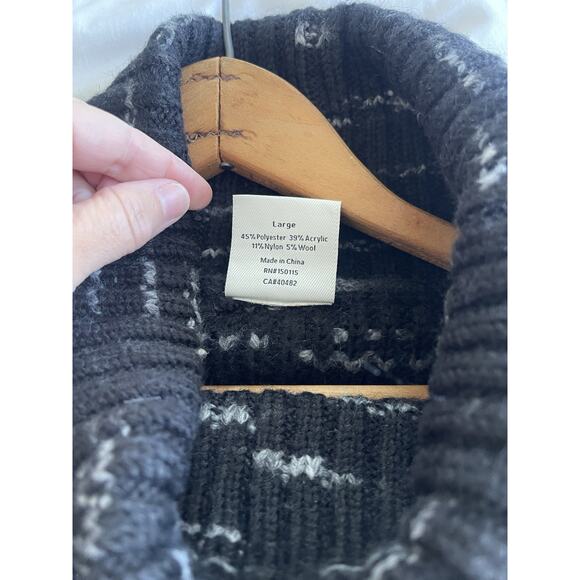 Large
45%Polyester 39%Acrylic
11%Nylon 5%Wool
Made in China
RN#150115
CA#40482